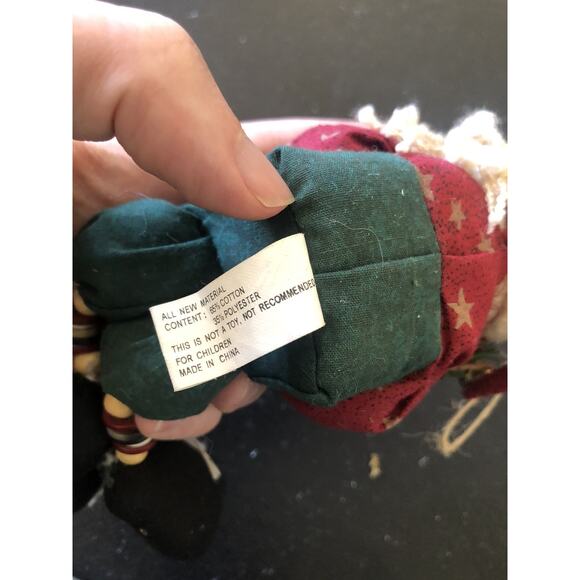 ALL NEW MATERIAL
CONTENT: 65% COTTON
35% POLYESTER
THIS IS NOT A TOY, NOT RECOMMENDED
FOR CHILDREN
MADE IN CHINA